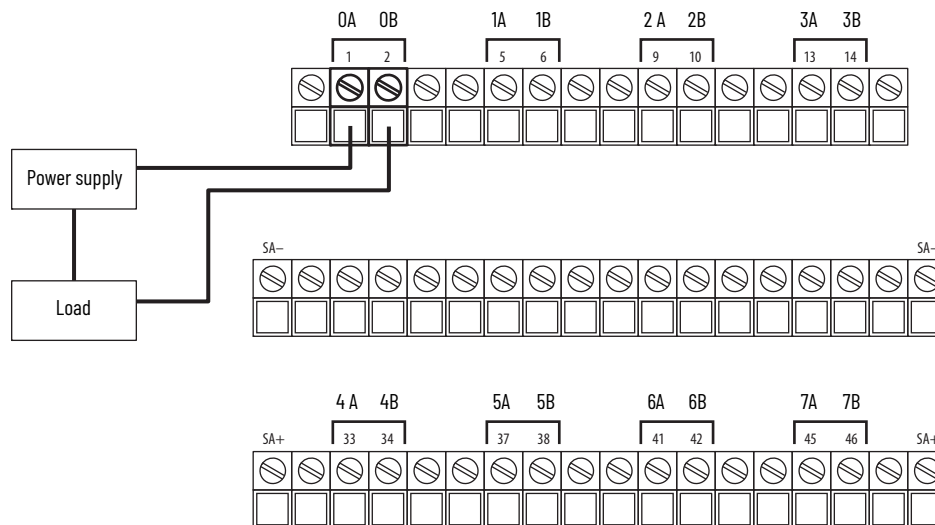 0A 0B 1A 1B 2 A 2B 3A 3B
1 2 5 6 9 10 13 14
Power supply
Load
SA– SA–
4 A 4B 5A 5B 6A 6B 7A 7B
SA+ 33 34 37 38 41 42 45 46 SA+